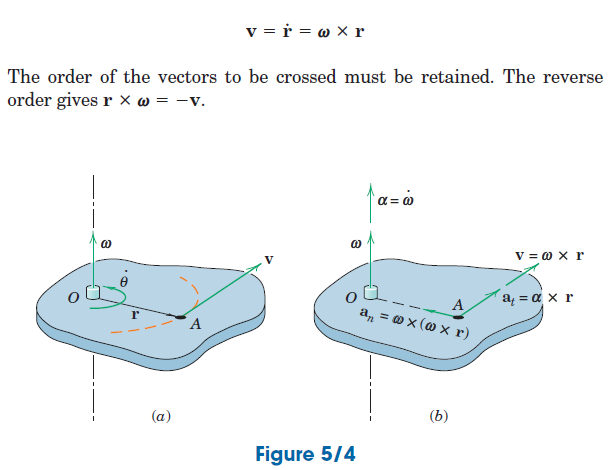 v = ṙ = ω × r
The order of the vectors to be crossed must be retained. The reverse
order gives r × ω = −v.
α = ω̇
ω
ω
v
v = ω × r
θ̇
O
r
A
O
A
aₜ = α × r
aₙ = ω × (ω × r)
(a)
(b)
Figure 5/4